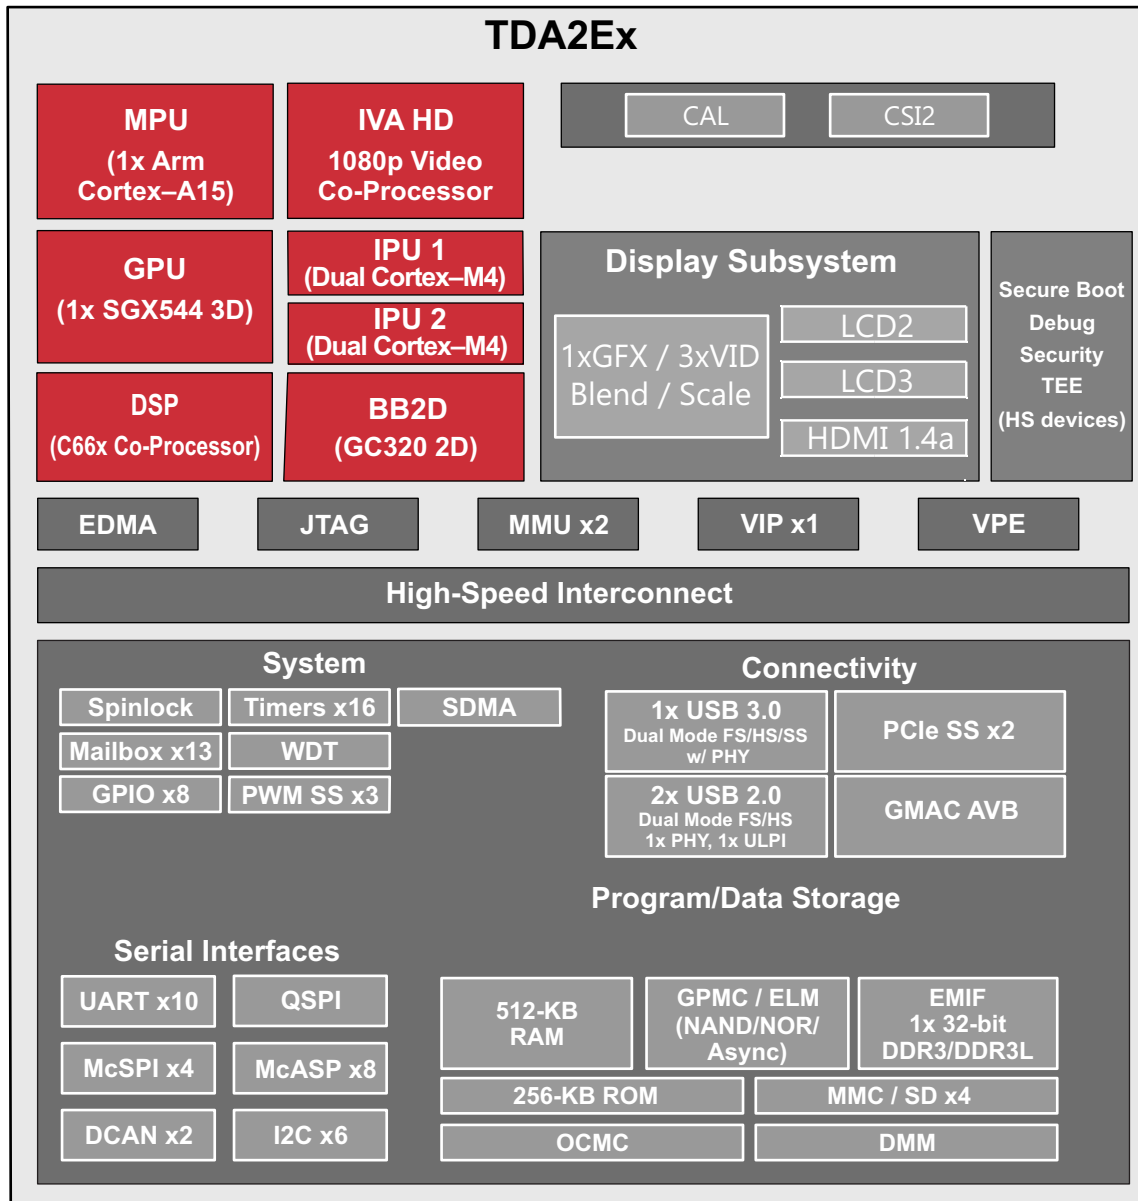 TDA2Ex
MPU
(1x Arm
Cortex–A15)
IVA HD
1080p Video
Co-Processor
CAL
CSI2
GPU
(1x SGX544 3D)
IPU 1
(Dual Cortex–M4)
IPU 2
(Dual Cortex–M4)
DSP
(C66x Co-Processor)
BB2D
(GC320 2D)
Display Subsystem
1xGFX / 3xVID
Blend / Scale
LCD2
LCD3
HDMI 1.4a
Secure Boot
Debug
Security
TEE
(HS devices)
EDMA
JTAG
MMU x2
VIP x1
VPE
High-Speed Interconnect
System
Spinlock
Timers x16
SDMA
Mailbox x13
WDT
GPIO x8
PWM SS x3
Connectivity
1x USB 3.0
Dual Mode FS/HS/SS
w/ PHY
PCIe SS x2
2x USB 2.0
Dual Mode FS/HS
1x PHY, 1x ULPI
GMAC AVB
Program/Data Storage
Serial Interfaces
UART x10
QSPI
McSPI x4
McASP x8
DCAN x2
I2C x6
512-KB
RAM
GPMC / ELM
(NAND/NOR/
Async)
EMIF
1x 32-bit
DDR3/DDR3L
256-KB ROM
MMC / SD x4
OCMC
DMM